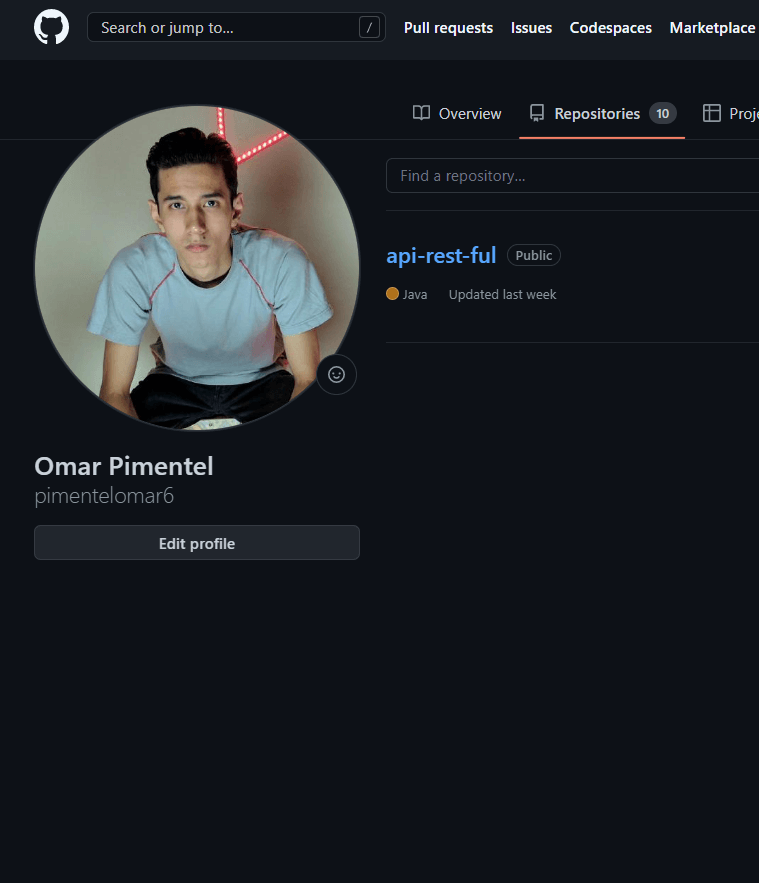 Search or jump to... / Pull requests Issues Codespaces Marketplace
Overview Repositories 10
Find a repository...
api-rest-ful Public
Java Updated last week
Omar Pimentel
pimentelomar6
Edit profile